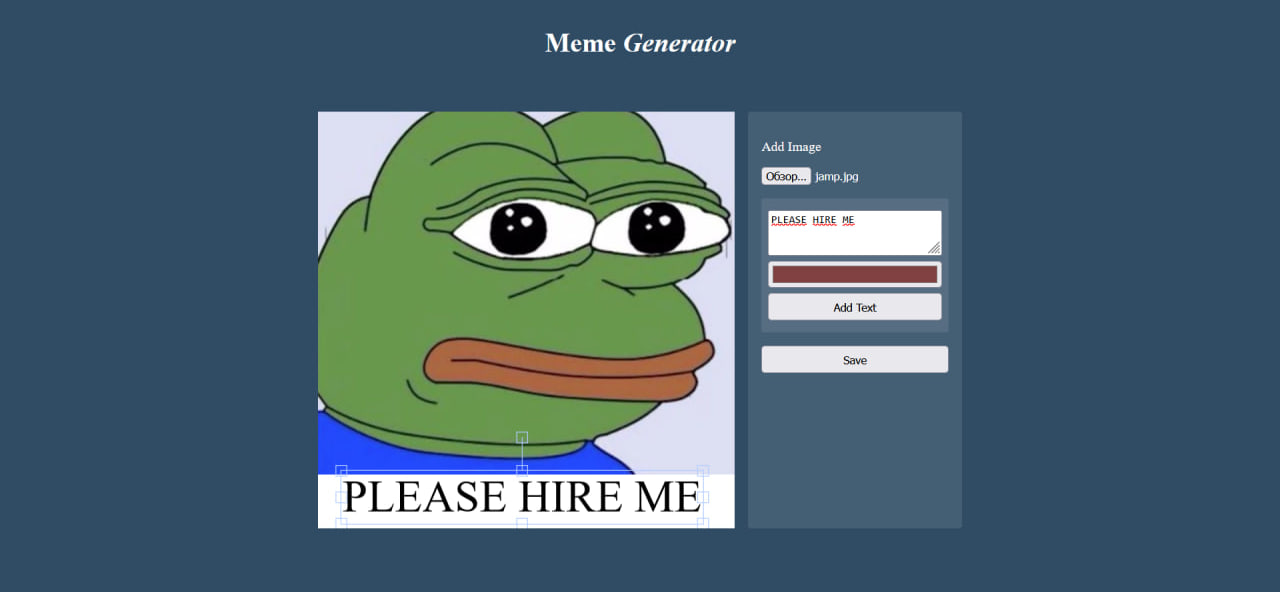 Meme Generator
Add Image
Обзор... jamp.jpg
PLEASE HIRE ME
Add Text
Save
PLEASE HIRE ME